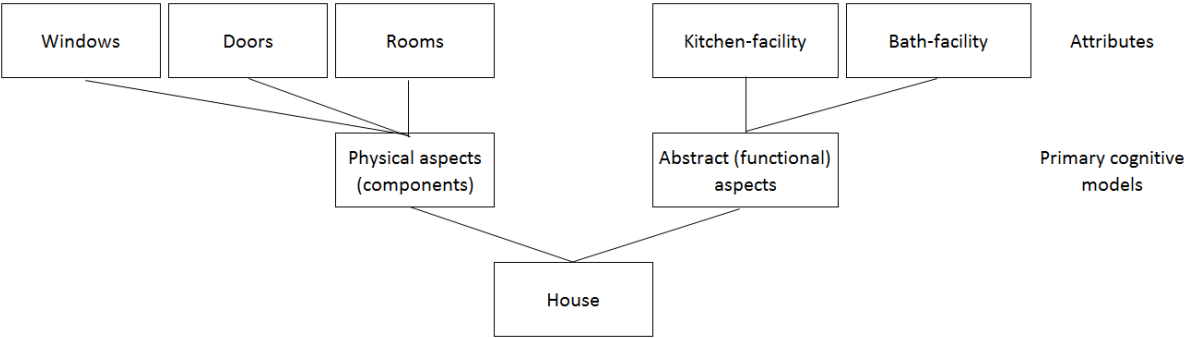 Windows
Doors
Rooms
Kitchen-facility
Bath-facility
Attributes
Physical aspects
(components)
Abstract (functional)
aspects
Primary cognitive
models
House